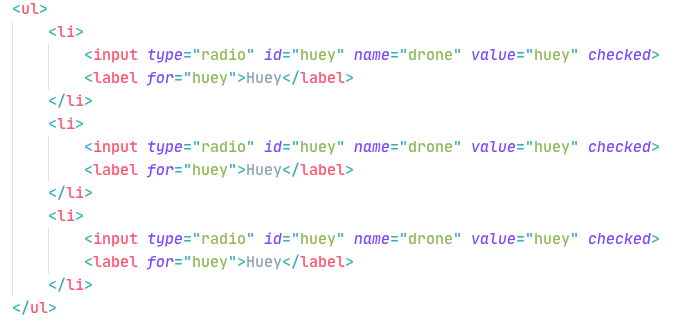 <ul>
<li>
<input type="radio" id="huey" name="drone" value="huey" checked>
<label for="huey">Huey</label>
</li>
<li>
<input type="radio" id="huey" name="drone" value="huey" checked>
<label for="huey">Huey</label>
</li>
<li>
<input type="radio" id="huey" name="drone" value="huey" checked>
<label for="huey">Huey</label>
</li>
</ul>